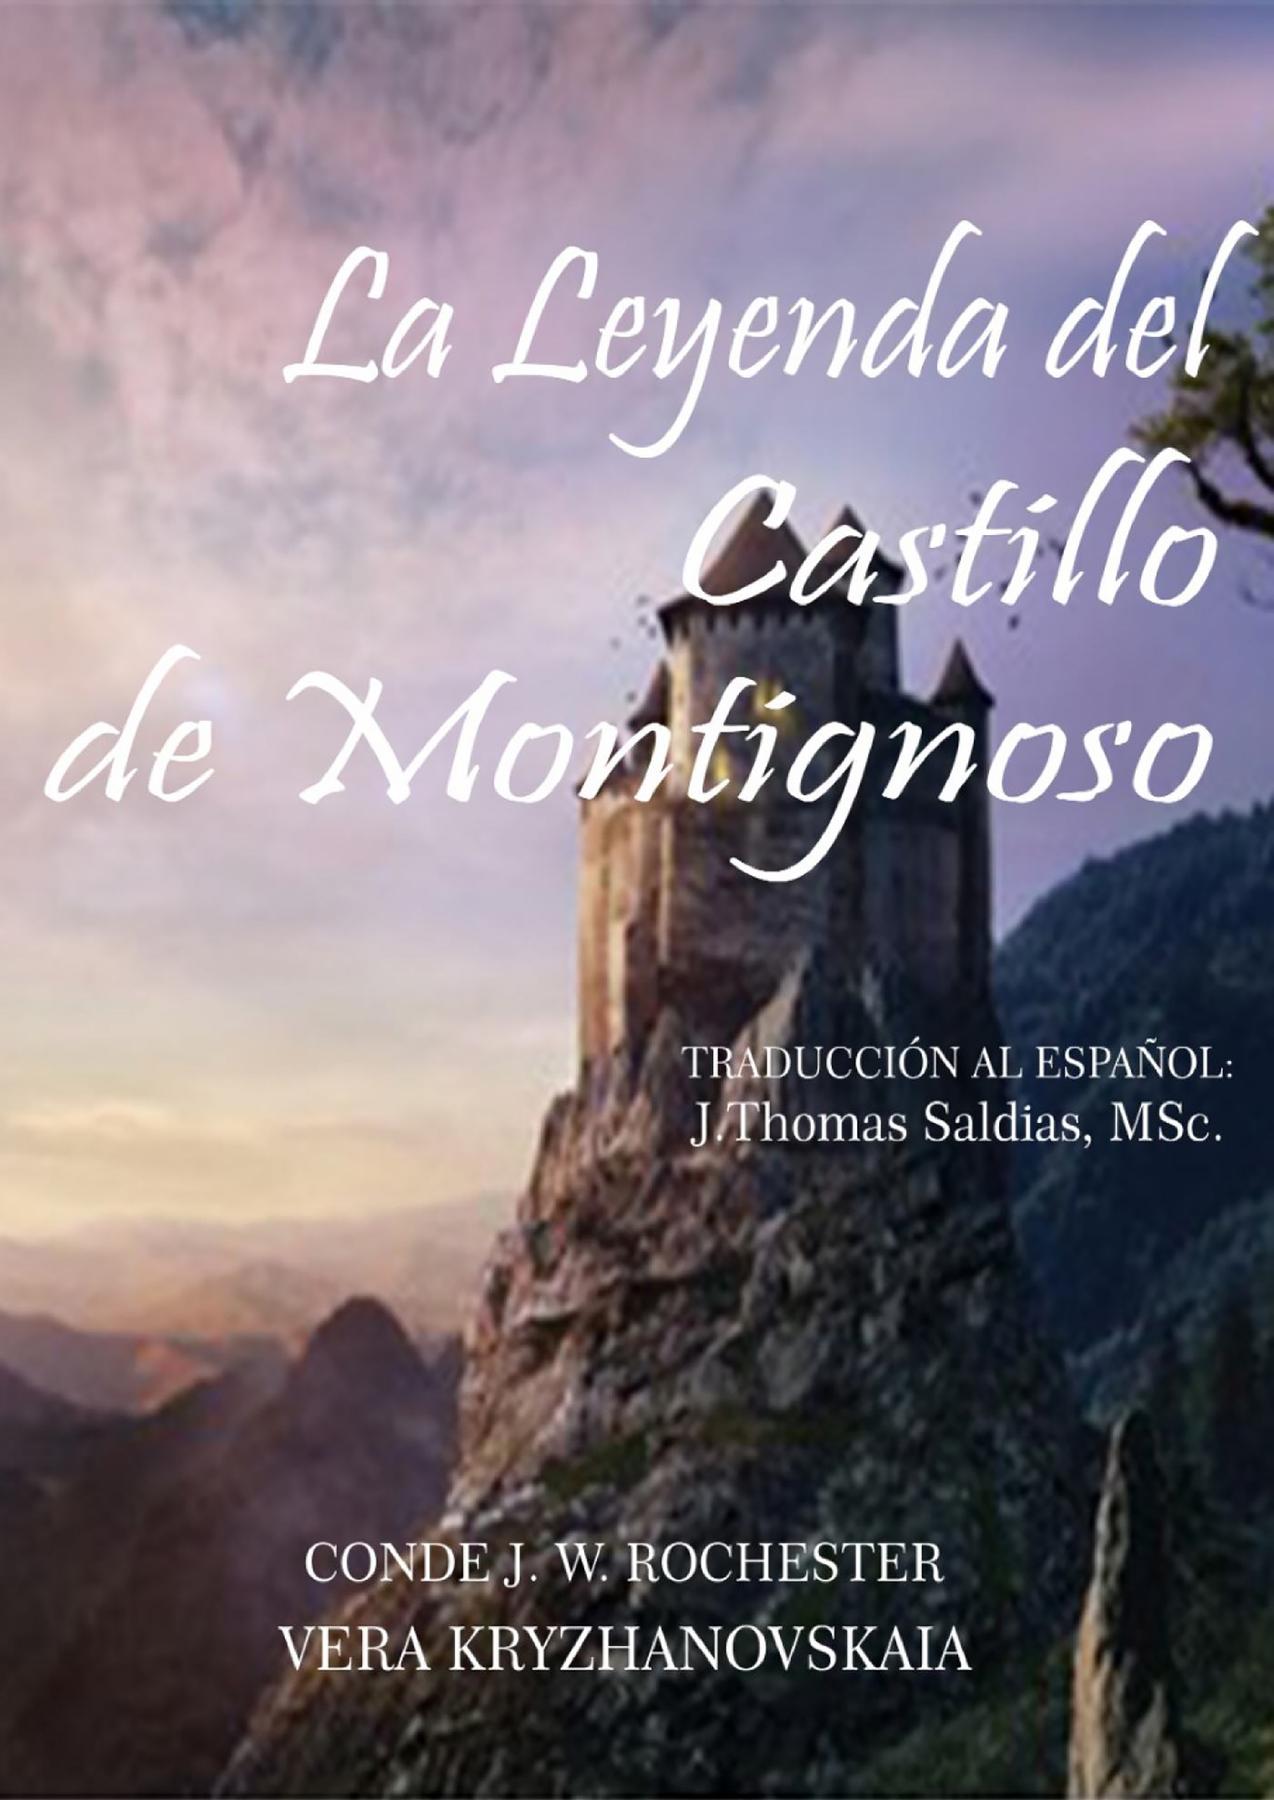 La Leyenda del
Castillo
de Montignoso
TRADUCCIÓN AL ESPAÑOL:
J.Thomas Saldias, MSc.
CONDE J. W. ROCHESTER
VERA KRYZHANOVSKAIA